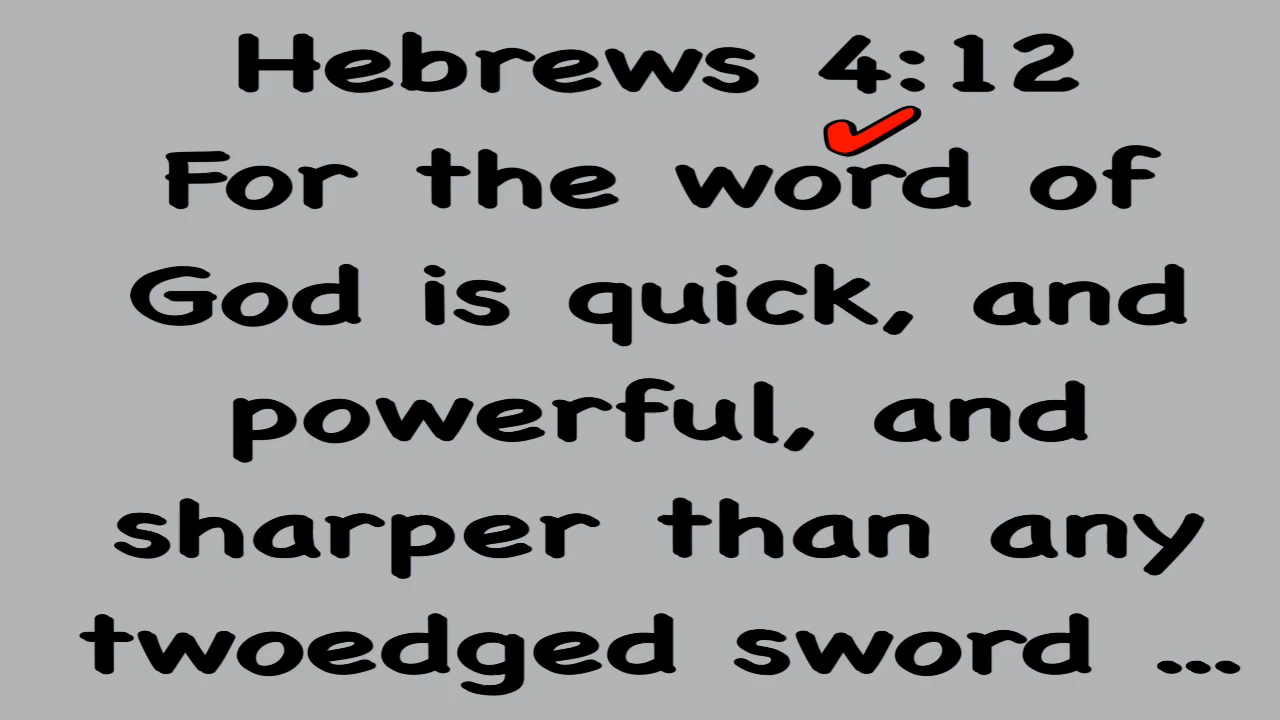 Hebrews 4:12
For the word of
God is quick, and
powerful, and
sharper than any
twoedged sword ...